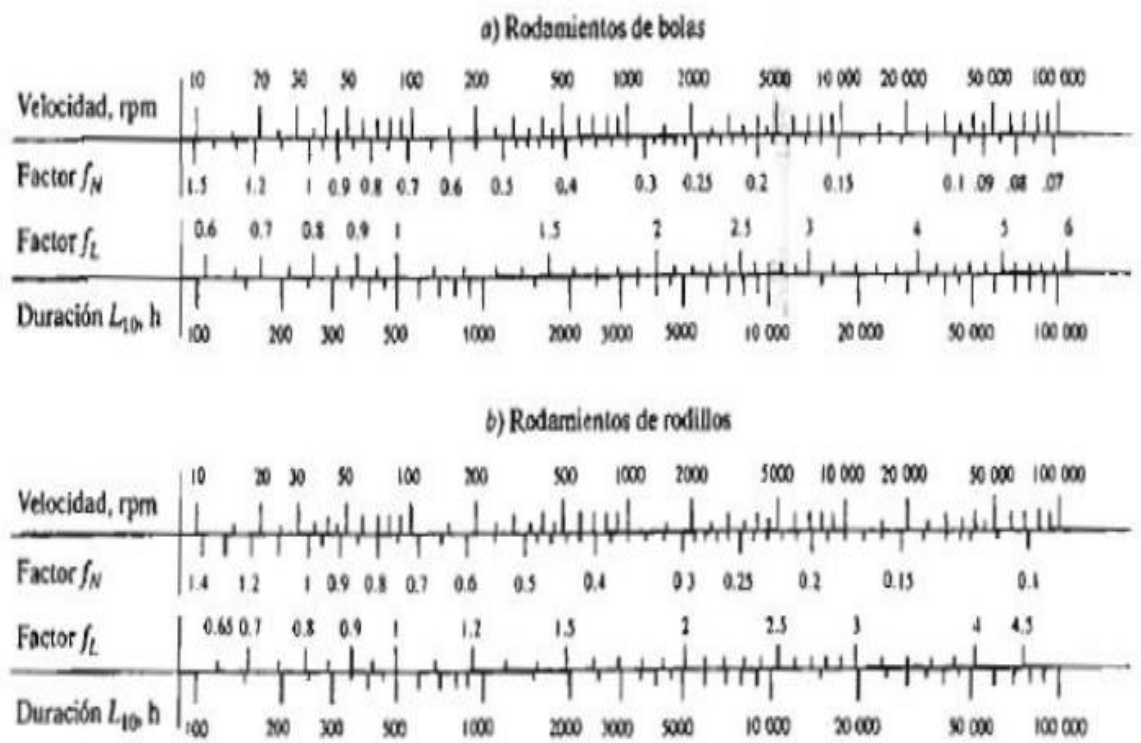 a) Rodamientos de bolas
10 20 30 50 100 200 500 1000 2000 5000 10 000 20 000 50 000 100 000
Velocidad, rpm
Factor f_N
1.5 1.2 1 0.9 0.8 0.7 0.6 0.5 0.4 0.3 0.25 0.2 0.15 0.1 .09 .08 .07
0.6 0.7 0.8 0.9 1 1.5 2 2.5 3 4 5 6
Factor f_L
Duración L_10, h
100 200 300 500 1000 2000 3000 5000 10 000 20 000 50 000 100 000
b) Rodamientos de rodillos
10 20 30 50 100 200 500 1000 2000 5000 10 000 20 000 50 000 100 000
Velocidad, rpm
Factor f_N
1.4 1.2 1 0.9 0.8 0.7 0.6 0.5 0.4 0.3 0.25 0.2 0.15 0.1
0.65 0.7 0.8 0.9 1 1.2 1.5 2 2.5 3 4 4.5
Factor f_L
Duración L_10, h
100 200 300 500 1000 2000 3000 5000 10 000 20 000 50 000 100 000